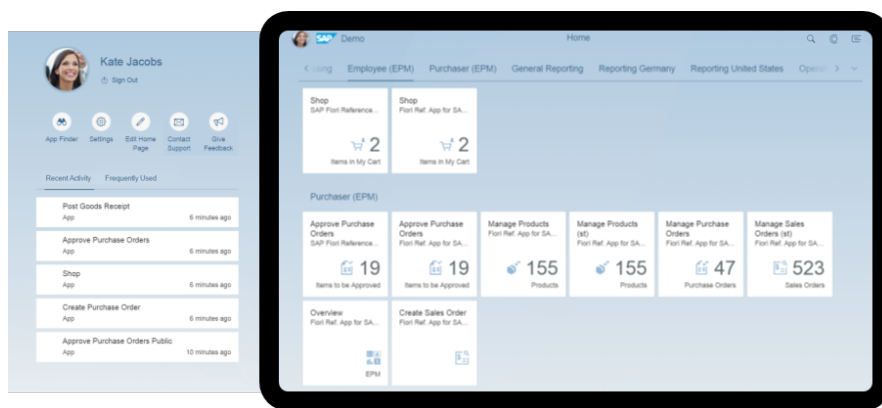 Kate Jacobs
Sign Out
App Finder
Settings
Edit Home
Page
Contact
Support
Give
Feedback
Recent Activity
Frequently Used
Post Goods Receipt
App
6 minutes ago
Approve Purchase Orders
App
6 minutes ago
Shop
App
6 minutes ago
Create Purchase Order
App
6 minutes ago
Approve Purchase Orders Public
App
10 minutes ago
SAP
Demo
Home
Employee (EPM)
Purchaser (EPM)
General Reporting
Reporting Germany
Reporting United States
Shop
SAP Fiori Reference...
2
Items in My Cart
Shop
Fiori Ref. App for SA...
2
Items in My Cart
Purchaser (EPM)
Approve Purchase
Orders
SAP Fiori Reference...
19
Items to be Approved
Approve Purchase
Orders
Fiori Ref. App for SA...
19
Items to be Approved
Manage Products
Fiori Ref. App for SA...
155
Products
Manage Products
(st)
Fiori Ref. App for SA...
155
Products
Manage Purchase
Orders
Fiori Ref. App for SA...
47
Purchase Orders
Manage Sales
Orders (st)
Fiori Ref. App for SA...
523
Sales Orders
Overview
Fiori Ref. App for SA...
EPM
Create Sales Order
Fiori Ref. App for SA...